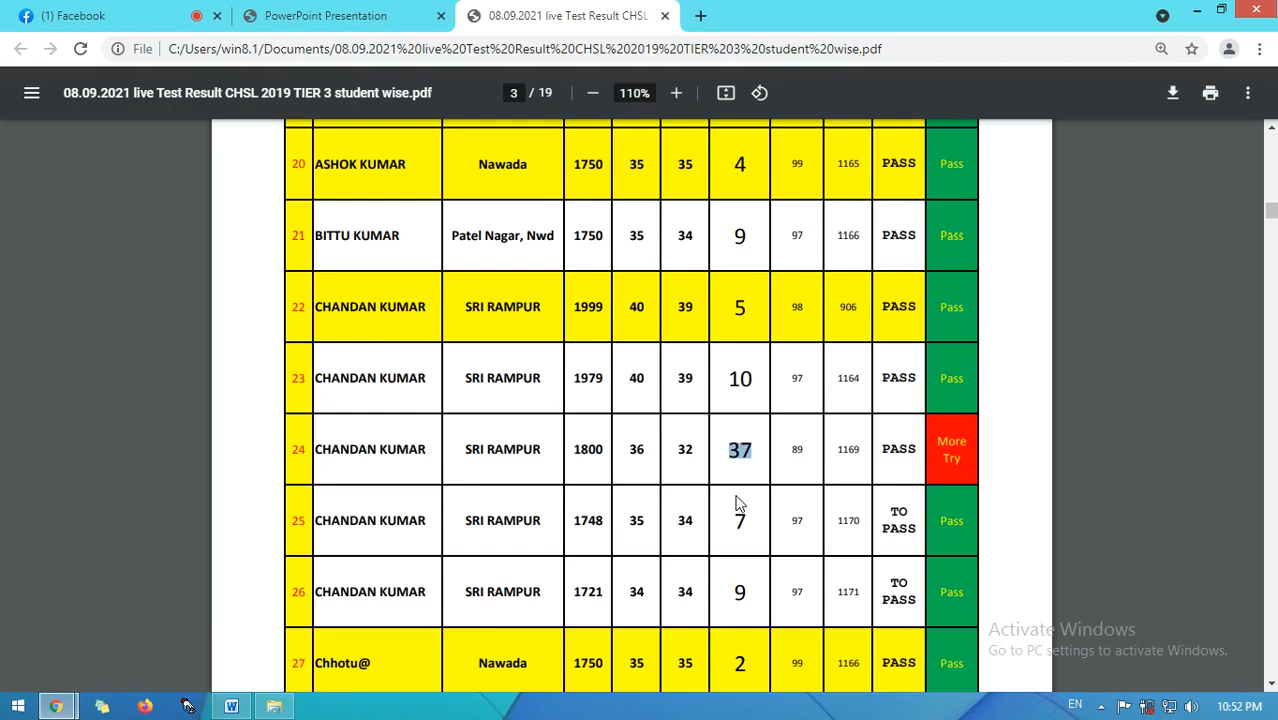 (1) Facebook
PowerPoint Presentation
08.09.2021 live Test Result CHSL
File
C:/Users/win8.1/Documents/08.09.2021%20live%20Test%20Result%20CHSL%202019%20TIER%203%20student%20wise.pdf
08.09.2021 live Test Result CHSL 2019 TIER 3 student wise.pdf
3 / 19
110%
20 ASHOK KUMAR Nawada 1750 35 35 4 99 1165 PASS Pass
21 BITTU KUMAR Patel Nagar, Nwd 1750 35 34 9 97 1166 PASS Pass
22 CHANDAN KUMAR SRI RAMPUR 1999 40 39 5 98 906 PASS Pass
23 CHANDAN KUMAR SRI RAMPUR 1979 40 39 10 97 1164 PASS Pass
24 CHANDAN KUMAR SRI RAMPUR 1800 36 32 37 89 1169 PASS More
Try
25 CHANDAN KUMAR SRI RAMPUR 1748 35 34 7 97 1170 TO
PASS Pass
26 CHANDAN KUMAR SRI RAMPUR 1721 34 34 9 97 1171 TO
PASS Pass
27 Chhotu@ Nawada 1750 35 35 2 99 1166 PASS Pass
Activate Windows
Go to PC settings to activate Windows.
EN
10:52 PM